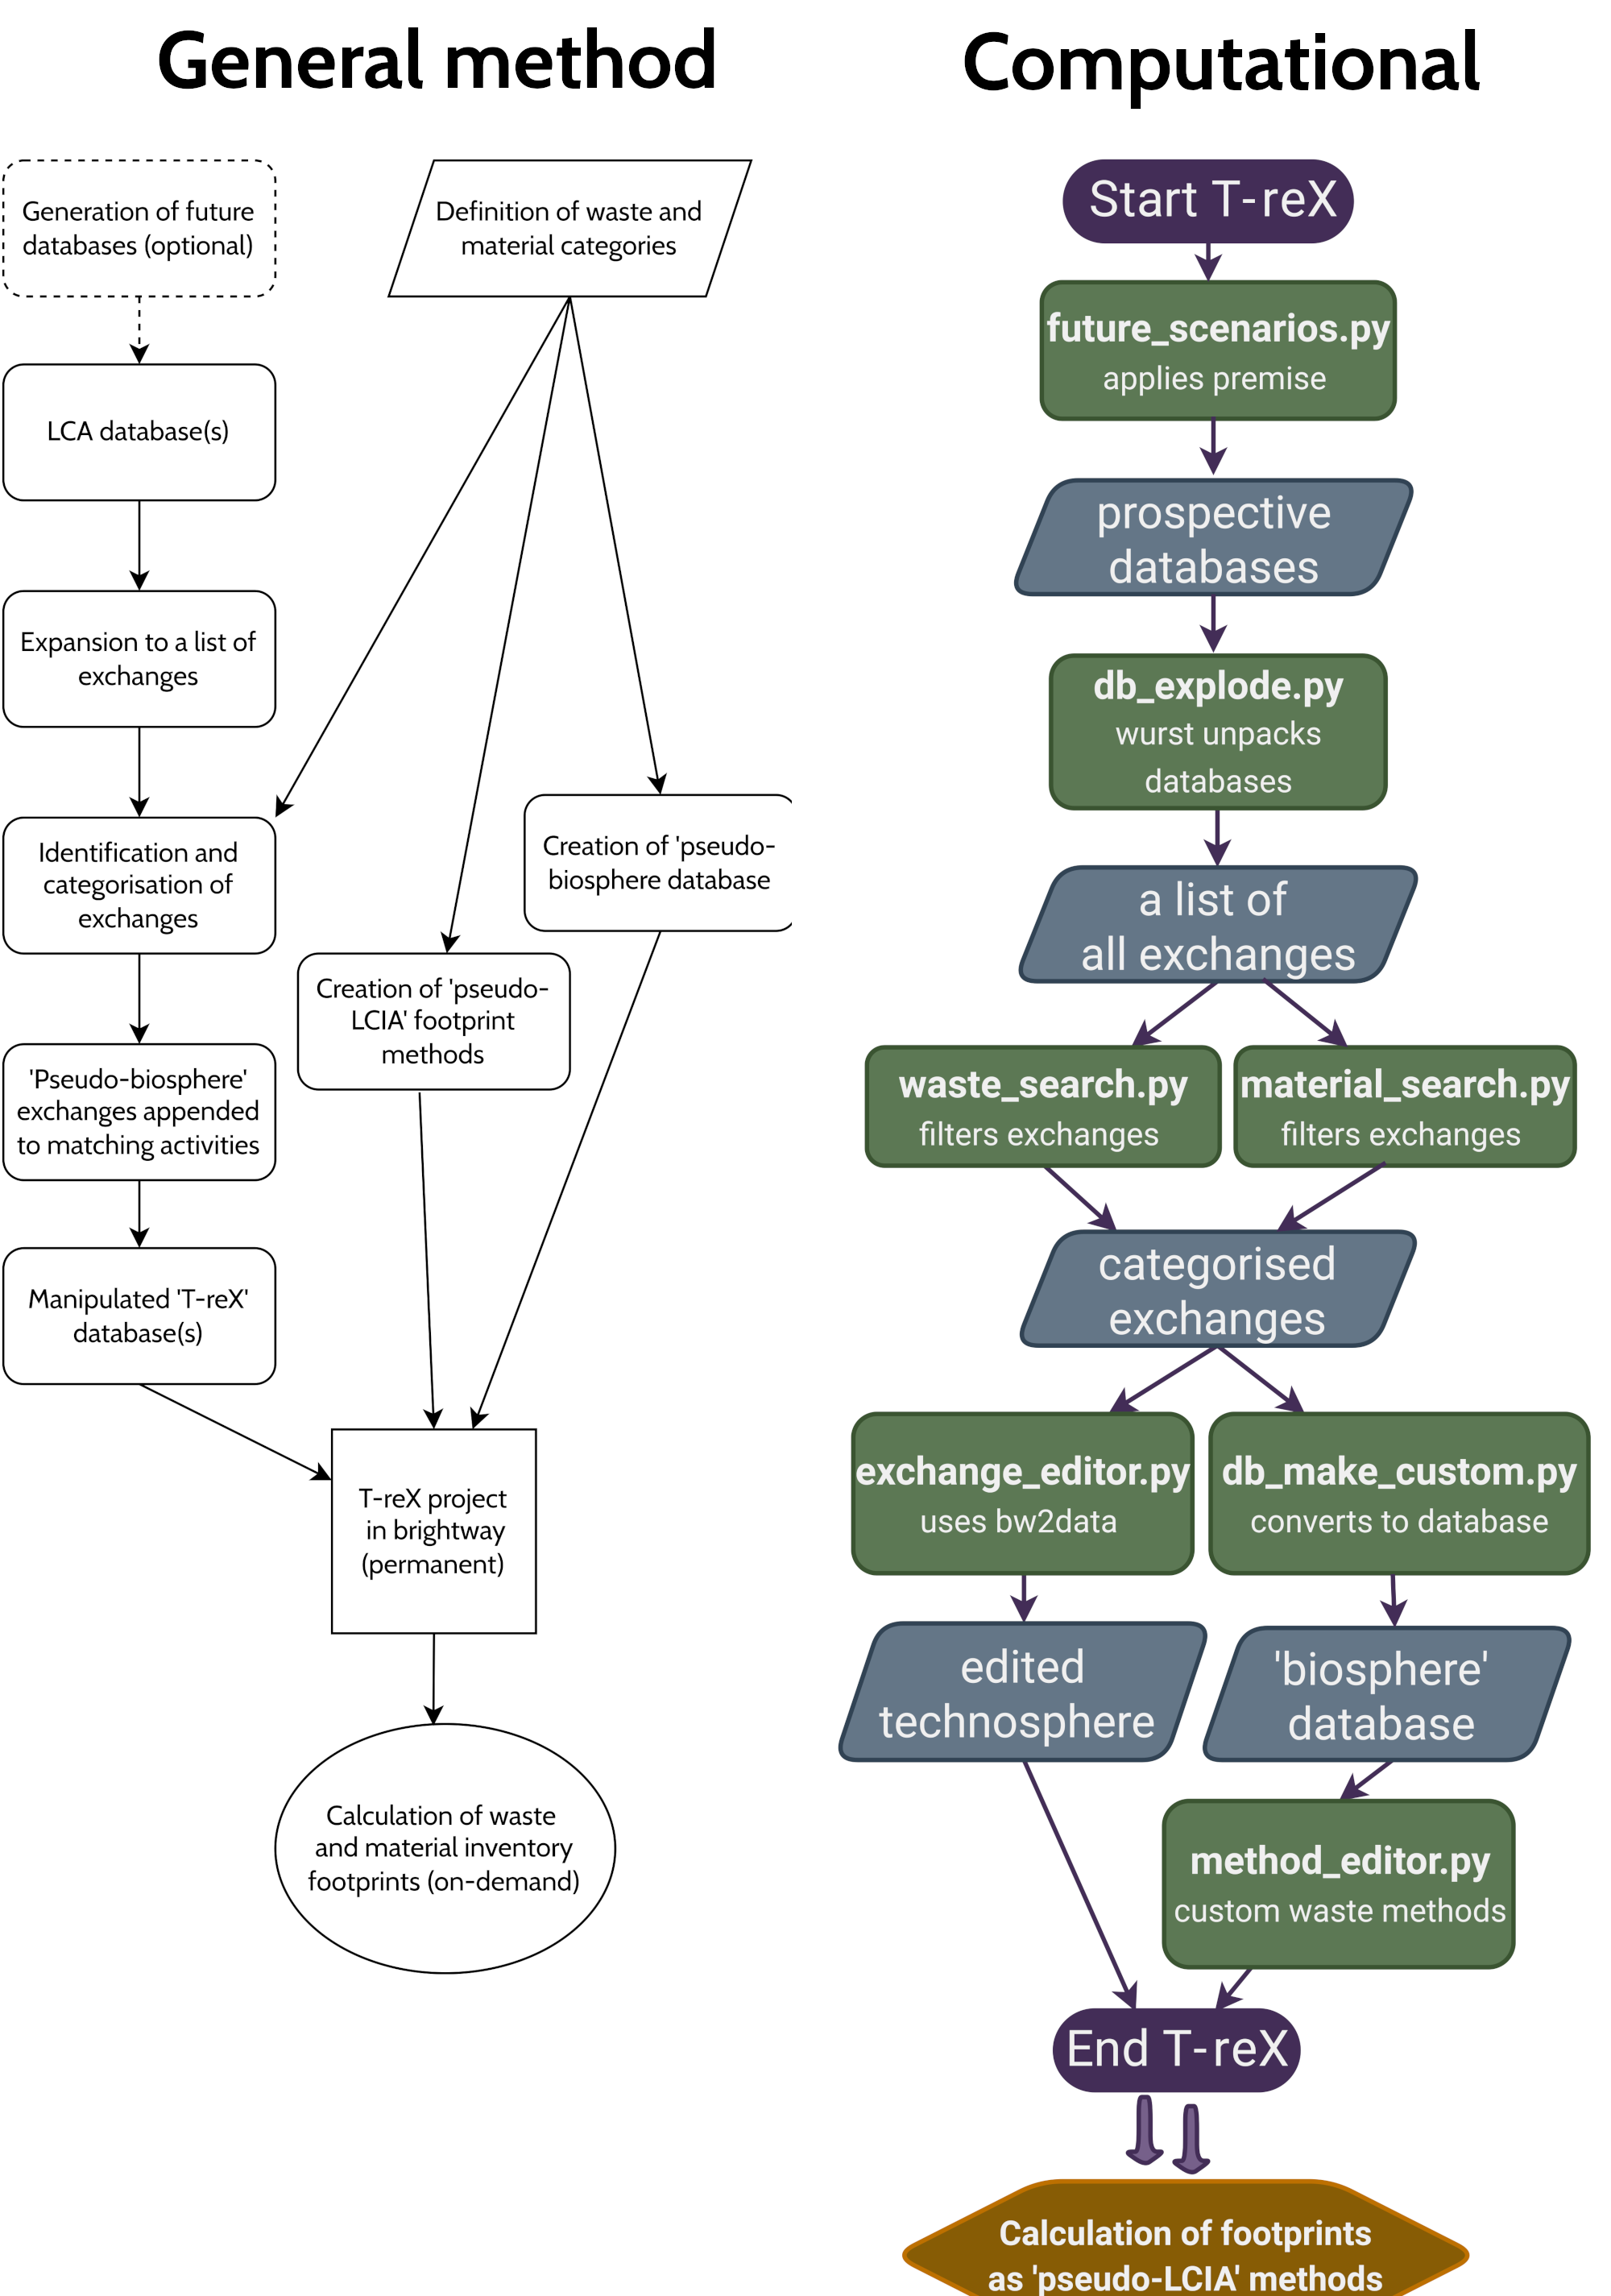 General method
Generation of future
databases (optional)
Definition of waste and
material categories
LCA database(s)
Expansion to a list of
exchanges
Identification and
categorisation of
exchanges
Creation of 'pseudo-
biosphere database
Creation of 'pseudo-
LCIA' footprint
methods
'Pseudo-biosphere'
exchanges appended
to matching activities
Manipulated 'T-reX'
database(s)
T-reX project
in brightway
(permanent)
Calculation of waste
and material inventory
footprints (on-demand)
Computational
Start T-reX
future_scenarios.py
applies premise
prospective
databases
db_explode.py
wurst unpacks
databases
a list of
all exchanges
waste_search.py
filters exchanges
material_search.py
filters exchanges
categorised
exchanges
exchange_editor.py
uses bw2data
db_make_custom.py
converts to database
edited
technosphere
'biosphere'
database
method_editor.py
custom waste methods
End T-reX
Calculation of footprints
as 'pseudo-LCIA' methods